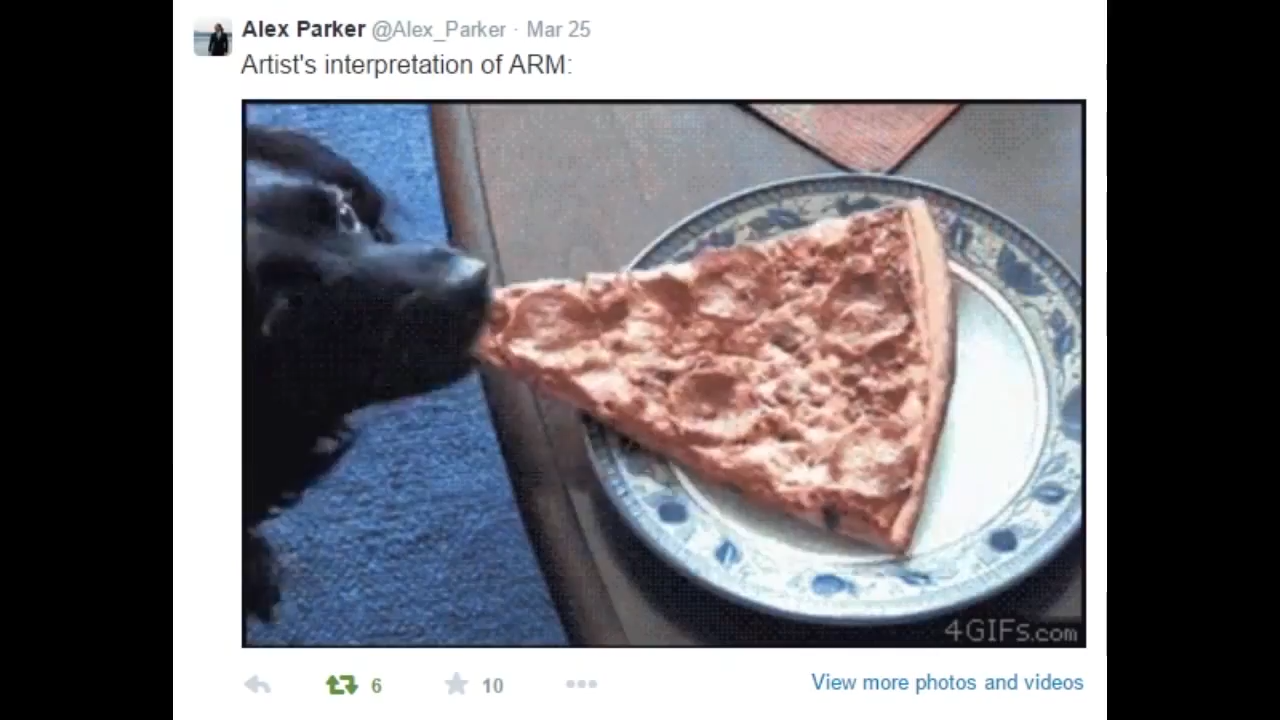 Alex Parker @Alex_Parker · Mar 25
Artist's interpretation of ARM:
4GIFs.com
6 10 View more photos and videos